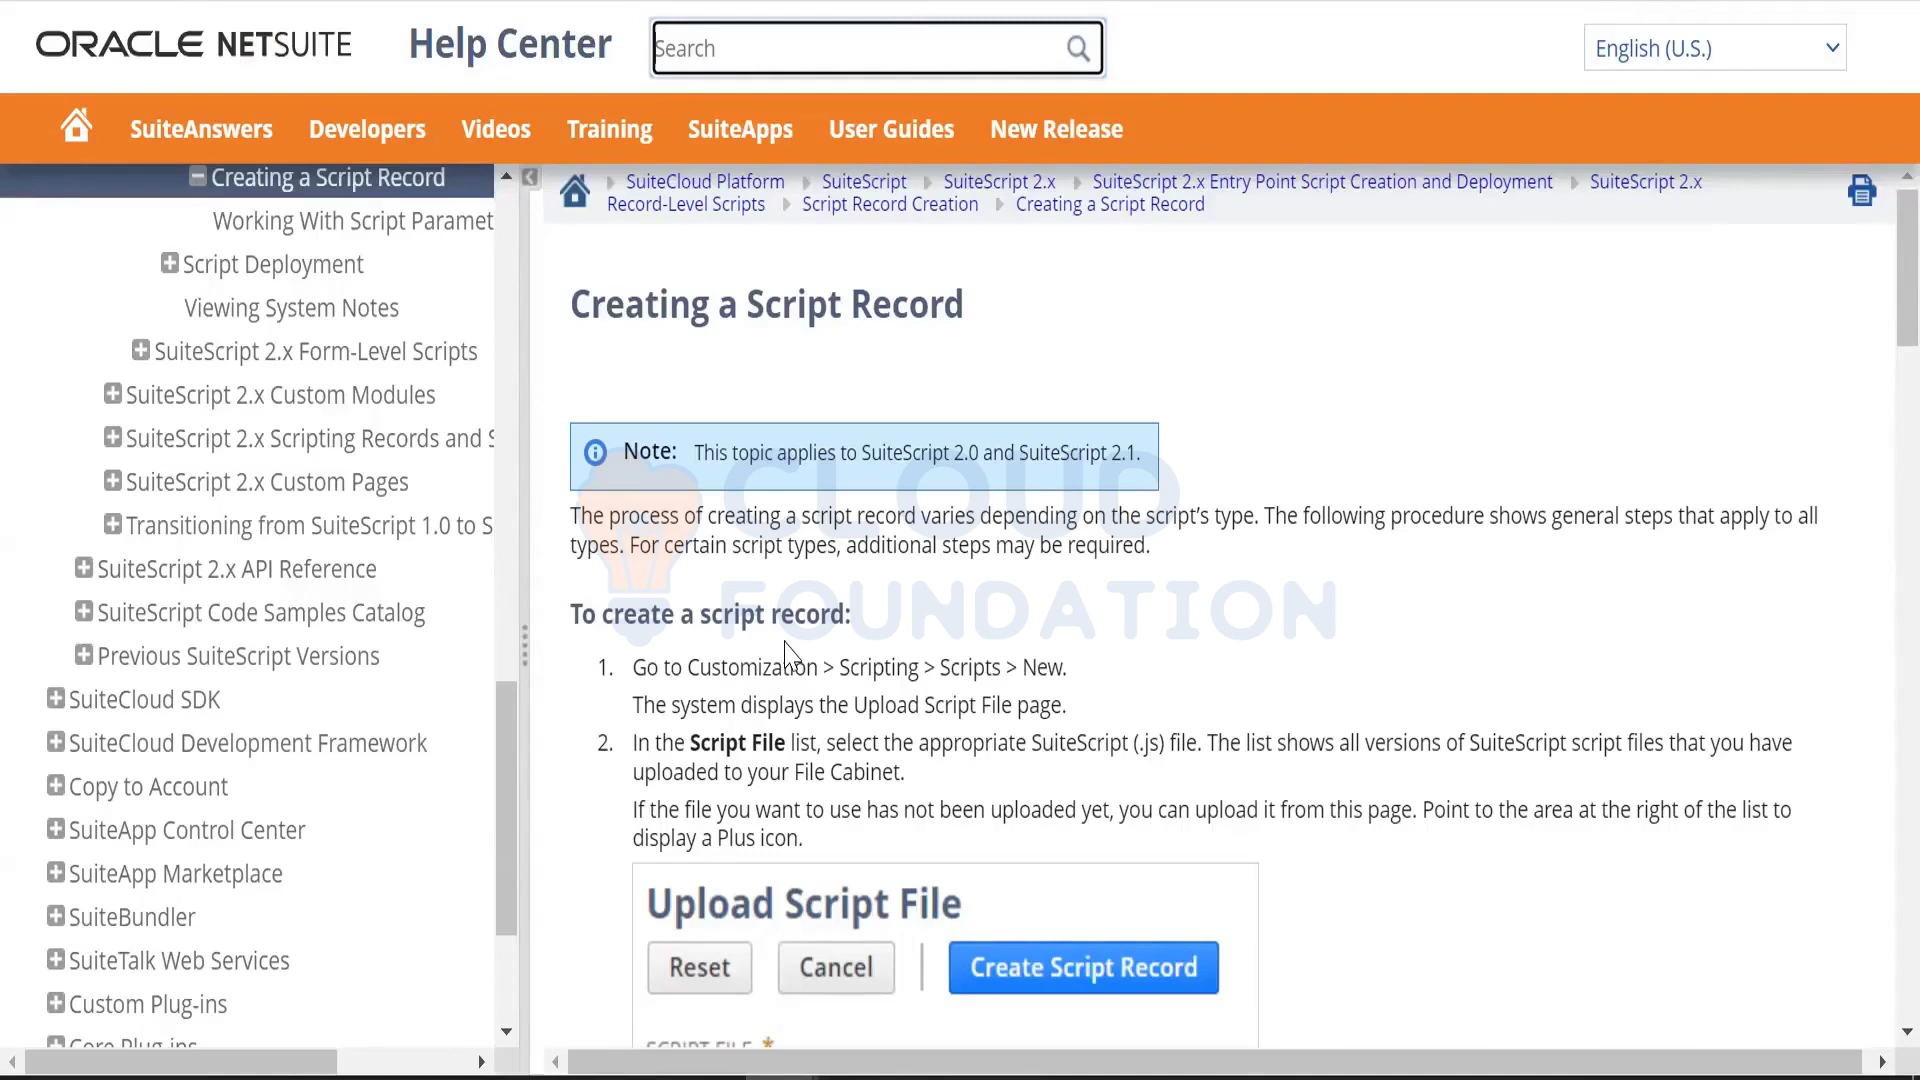 ORACLE NETSUITE Help Center Search English (U.S.)
SuiteAnswers Developers Videos Training SuiteApps User Guides New Release
Creating a Script Record
Working With Script Paramet
Script Deployment
Viewing System Notes
SuiteScript 2.x Form-Level Scripts
SuiteScript 2.x Custom Modules
SuiteScript 2.x Scripting Records and S
SuiteScript 2.x Custom Pages
Transitioning from SuiteScript 1.0 to S
SuiteScript 2.x API Reference
SuiteScript Code Samples Catalog
Previous SuiteScript Versions
SuiteCloud SDK
SuiteCloud Development Framework
Copy to Account
SuiteApp Control Center
SuiteApp Marketplace
SuiteBundler
SuiteTalk Web Services
Custom Plug-ins
Core Plug-ins
SuiteCloud Platform SuiteScript SuiteScript 2.x SuiteScript 2.x Entry Point Script Creation and Deployment SuiteScript 2.x
Record-Level Scripts Script Record Creation Creating a Script Record
Creating a Script Record
Note: This topic applies to SuiteScript 2.0 and SuiteScript 2.1.
The process of creating a script record varies depending on the script's type. The following procedure shows general steps that apply to all
types. For certain script types, additional steps may be required.
CLOUD
FOUNDATION
To create a script record:
1. Go to Customization > Scripting > Scripts > New.
The system displays the Upload Script File page.
2. In the Script File list, select the appropriate SuiteScript (.js) file. The list shows all versions of SuiteScript script files that you have
uploaded to your File Cabinet.
If the file you want to use has not been uploaded yet, you can upload it from this page. Point to the area at the right of the list to
display a Plus icon.
Upload Script File
Reset Cancel Create Script Record
SCRIPT FILE *